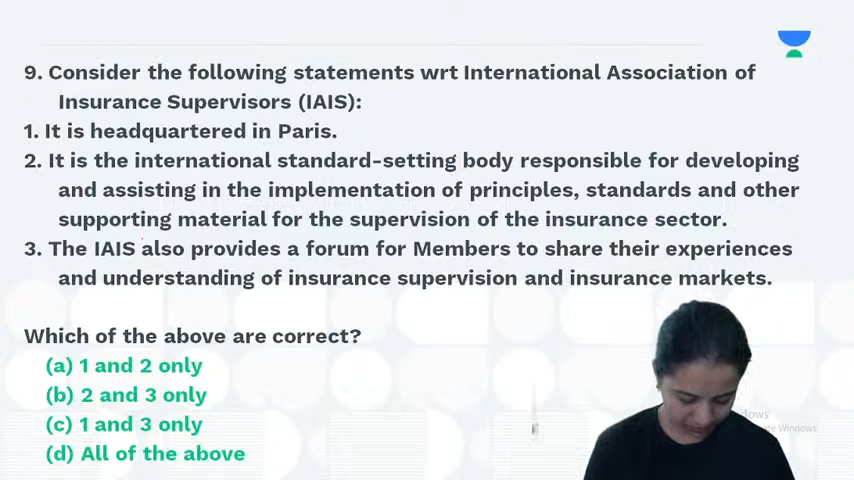 9. Consider the following statements wrt International Association of
Insurance Supervisors (IAIS):
1. It is headquartered in Paris.
2. It is the international standard-setting body responsible for developing
and assisting in the implementation of principles, standards and other
supporting material for the supervision of the insurance sector.
3. The IAIS also provides a forum for Members to share their experiences
and understanding of insurance supervision and insurance markets.
Which of the above are correct?
(a) 1 and 2 only
(b) 2 and 3 only
(c) 1 and 3 only
(d) All of the above
Windows